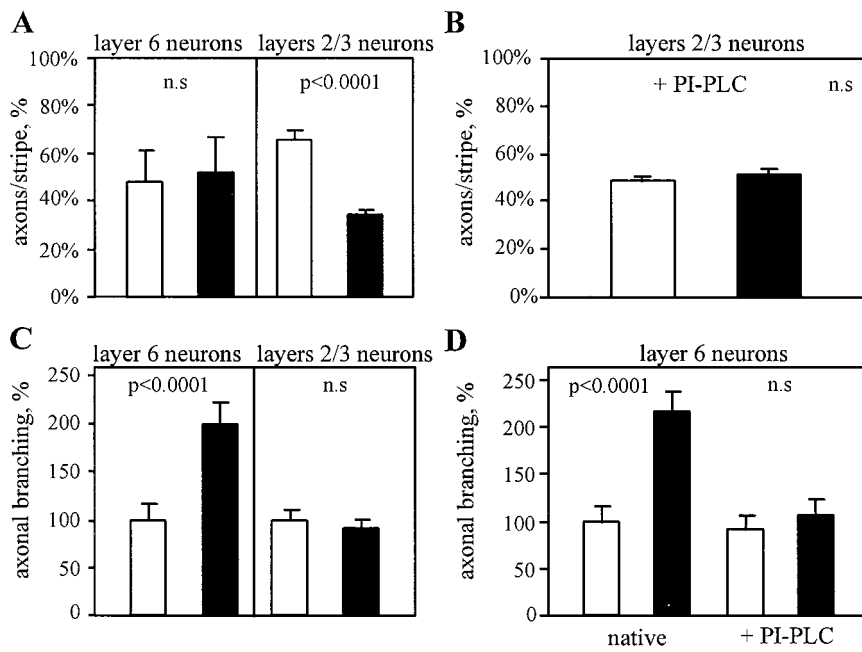 A
layer 6 neurons
layers 2/3 neurons
axons/stripe, %
100%
80%
60%
40%
20%
0%
n.s
p<0.0001
B
layers 2/3 neurons
axons/stripe, %
100%
80%
60%
40%
20%
0%
+ PI-PLC
n.s
C
layer 6 neurons
layers 2/3 neurons
axonal branching, %
250
200
150
100
50
0
p<0.0001
n.s
D
layer 6 neurons
axonal branching, %
250
200
150
100
50
0
p<0.0001
n.s
native
+ PI-PLC